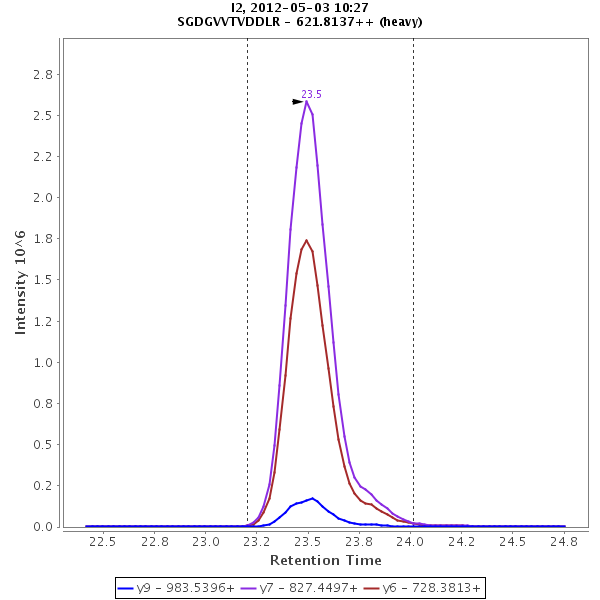 I2, 2012-05-03 10:27
SGDGVVTVDDLR - 621.8137++ (heavy)
23.5
2.8
2.5
2.2
2.0
1.8
1.5
1.2
1.0
0.8
0.5
0.2
0.0
Intensity 10^6
22.5 22.8 23.0 23.2 23.5 23.8 24.0 24.2 24.5 24.8
Retention Time
y9 - 983.5396+ y7 - 827.4497+ y6 - 728.3813+